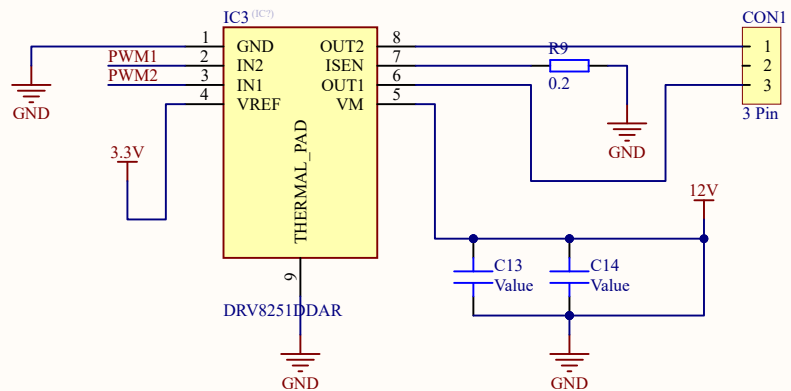 IC3 (IC?)
CON1
1 GND OUT2 8
PWM1 2 IN2 ISEN 7 R9
PWM2 3 IN1 OUT1 6 0.2
4 VREF VM 5
1
2
3
3 Pin
GND
GND
3.3V
THERMAL_PAD
12V
9
C13
Value
C14
Value
DRV8251DDAR
GND
GND